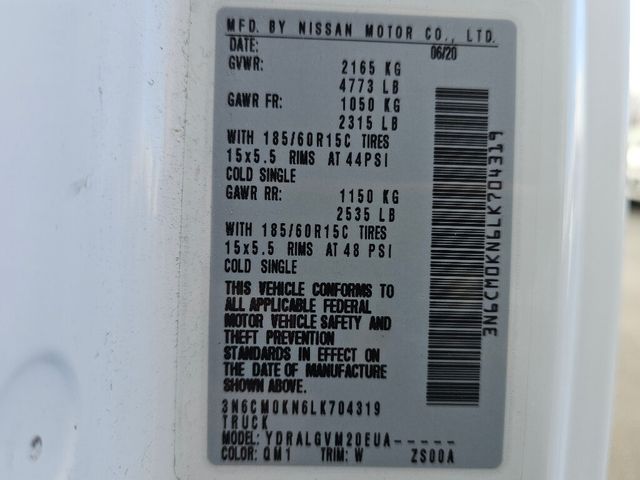 MFD. BY NISSAN MOTOR CO., LTD.
DATE: 06/20
GVWR: 2165 KG
4773 LB
GAWR FR: 1050 KG
2315 LB
WITH 185/60R15C TIRES
15x5.5 RIMS AT 44PSI
COLD SINGLE
GAWR RR: 1150 KG
2535 LB
WITH 185/60R15C TIRES
15x5.5 RIMS AT 48 PSI
COLD SINGLE
THIS VEHICLE CONFORMS TO
ALL APPLICABLE FEDERAL
MOTOR VEHICLE SAFETY AND
THEFT PREVENTION
STANDARDS IN EFFECT ON
THE DATE OF MANUFACTURE
SHOWN ABOVE.
3N6CM0KN6LK704319
TRUCK
MODEL: YDRALGVM20EUA-----
COLOR: QM1 TRIM: W ZS00A
3N6CM0KN6LK704319